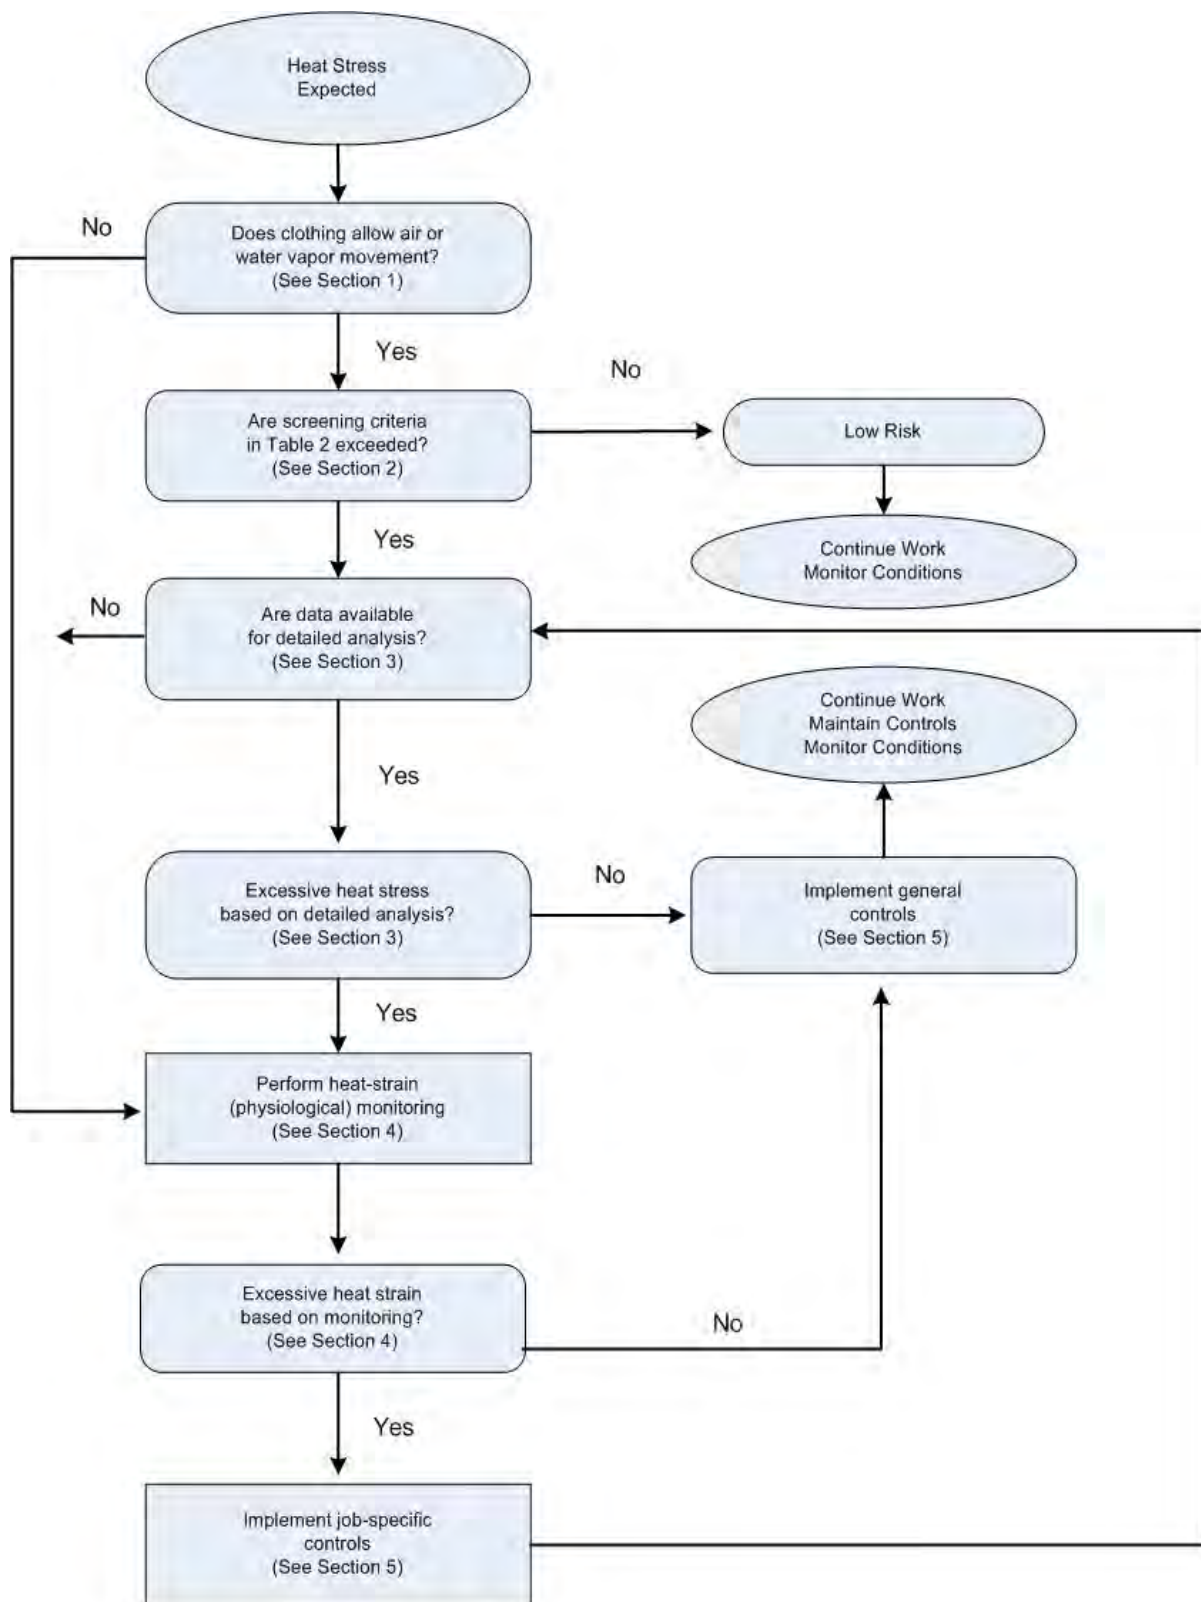 Heat Stress
Expected
No
Does clothing allow air or
water vapor movement?
(See Section 1)
Yes
No
Are screening criteria
in Table 2 exceeded?
(See Section 2)
Low Risk
Yes
Continue Work
Monitor Conditions
No
Are data available
for detailed analysis?
(See Section 3)
Continue Work
Maintain Controls
Monitor Conditions
Yes
Excessive heat stress
based on detailed analysis?
(See Section 3)
No
Implement general
controls
(See Section 5)
Yes
Perform heat-strain
(physiological) monitoring
(See Section 4)
Excessive heat strain
based on monitoring?
(See Section 4)
No
Yes
Implement job-specific
controls
(See Section 5)